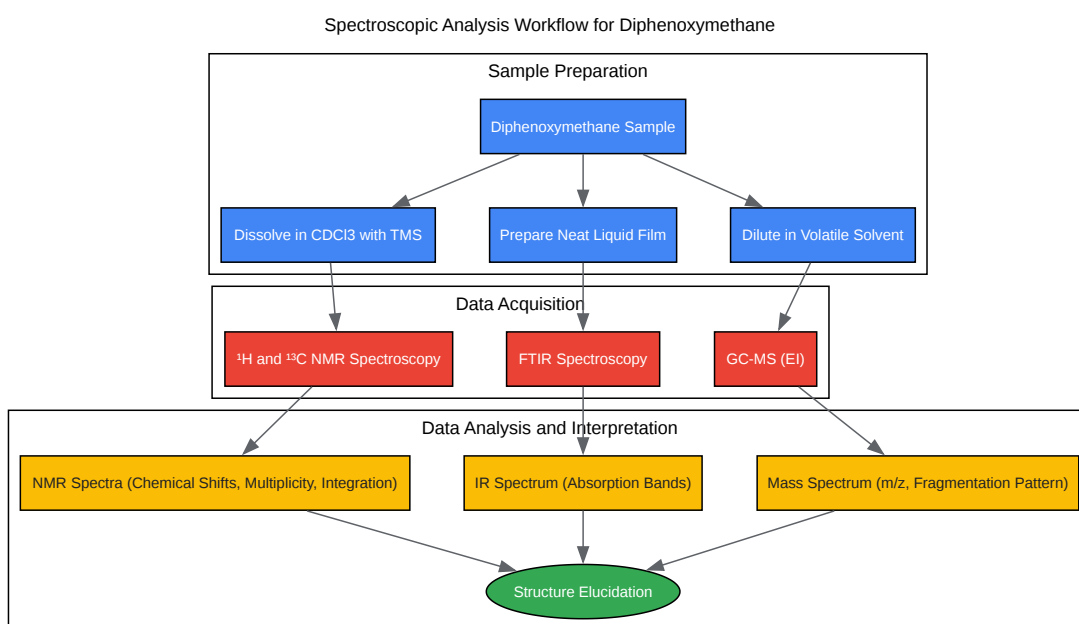 Spectroscopic Analysis Workflow for Diphenoxymethane
Sample Preparation
Diphenoxymethane Sample
Dissolve in CDCl3 with TMS
Prepare Neat Liquid Film
Dilute in Volatile Solvent
Data Acquisition
¹H and ¹³C NMR Spectroscopy
FTIR Spectroscopy
GC-MS (EI)
Data Analysis and Interpretation
NMR Spectra (Chemical Shifts, Multiplicity, Integration)
IR Spectrum (Absorption Bands)
Mass Spectrum (m/z, Fragmentation Pattern)
Structure Elucidation